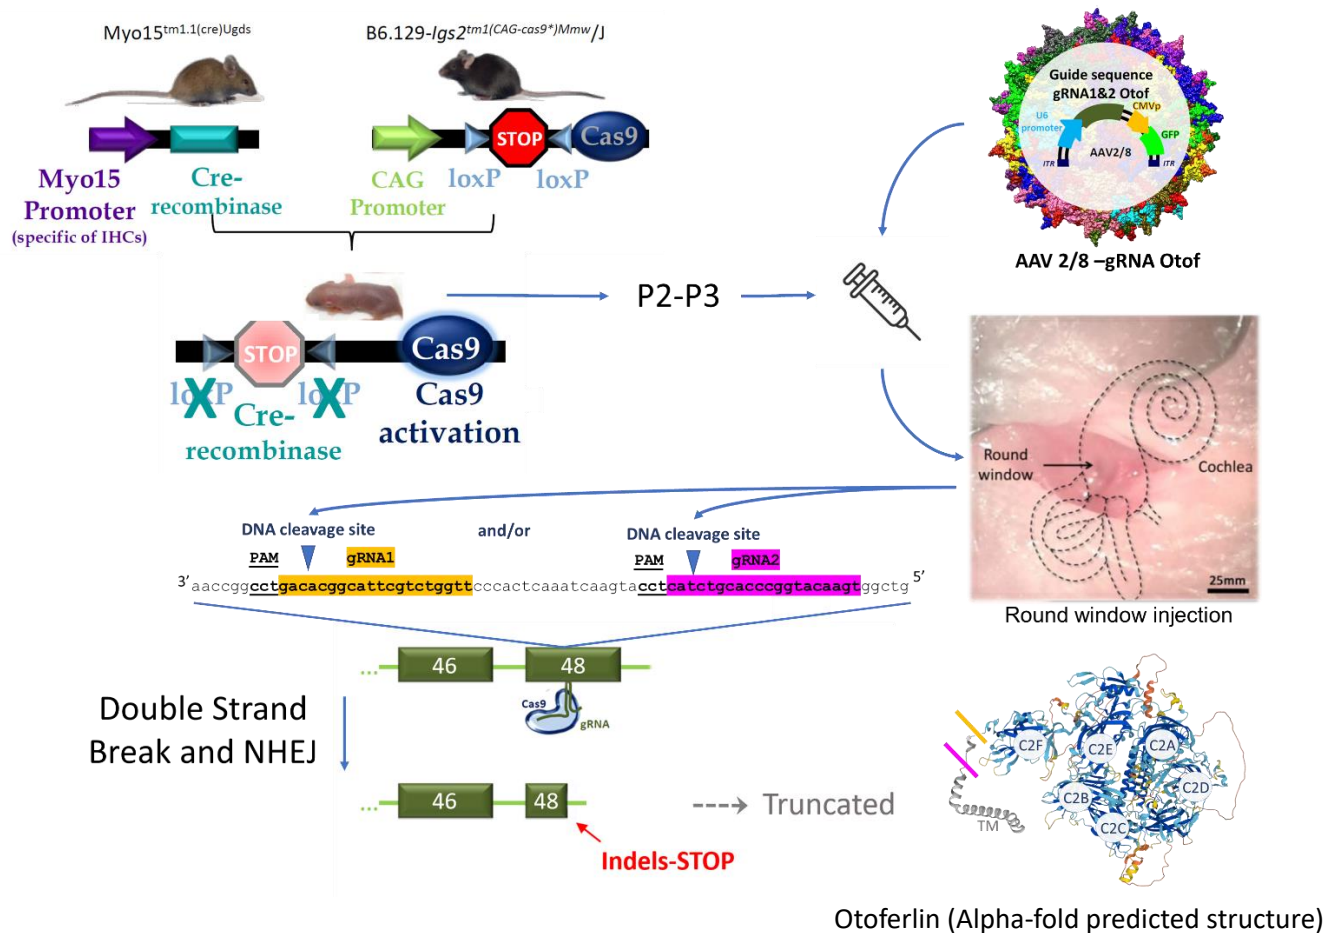 Myo15tm1.1(cre)Ugds
B6.129-Igs2tm1(CAG-cas9*)Mmw/J
STOP
Cas9
Myo15
Promoter
(specific of IHCs)
Cre-
recombinase
CAG
Promoter
loxP
loxP
Guide sequence
gRNA1&2 Otof
CMVp
U6
promoter
GFP
AAV2/8
ITR
ITR
AAV 2/8 –gRNA Otof
P2-P3
STOP
Cas9
loxP
loxP
Cre-
recombinase
Cas9
activation
Round
window
Cochlea
25mm
Round window injection
DNA cleavage site
and/or
DNA cleavage site
PAM
gRNA1
PAM
gRNA2
3’
aaccggcctgacacggcattcgtctggttcccactcaaatcaagtacctcatctgcacccggtacaagtggctg
5’
46
48
Cas9
gRNA
Double Strand
Break and NHEJ
46
48
Truncated
Indels-STOP
C2F
C2E
C2A
C2D
C2B
C2C
TM
Otoferlin (Alpha-fold predicted structure)